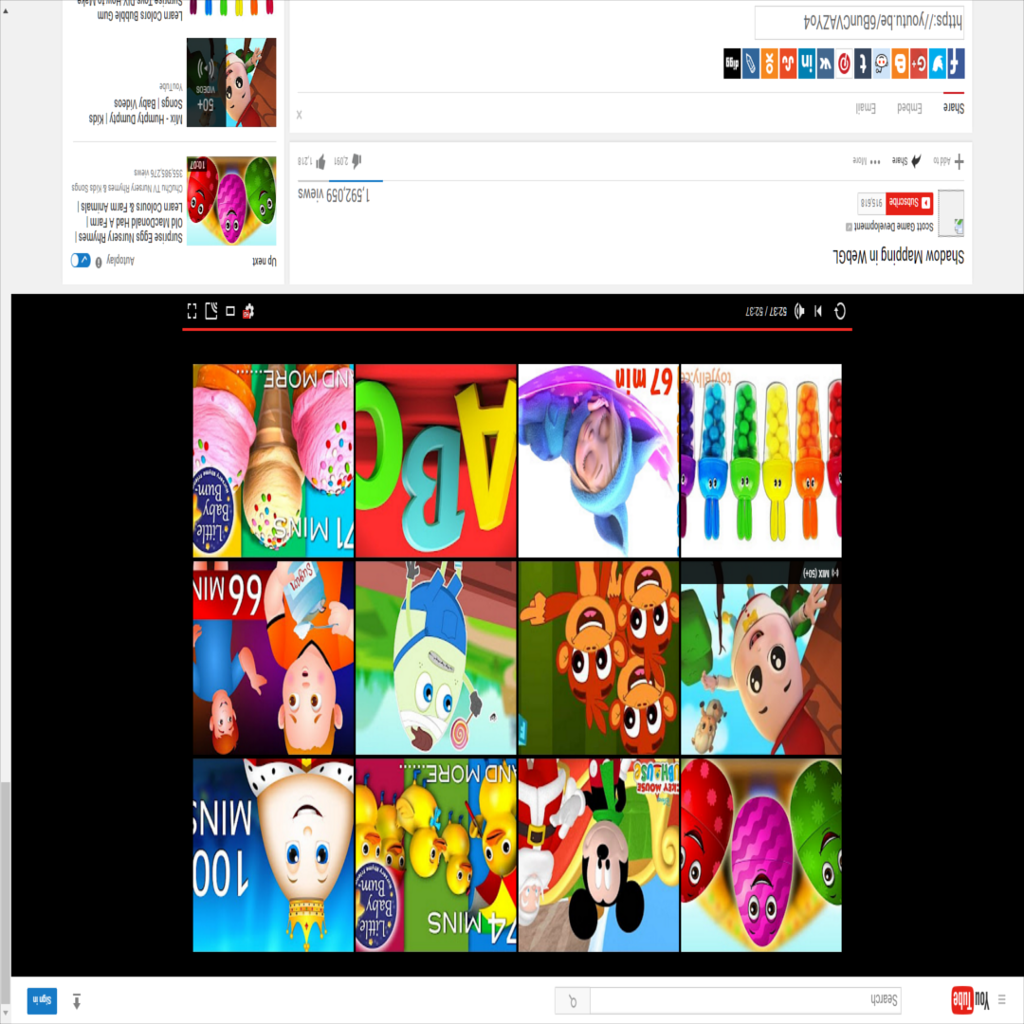 YouTube
Search
Sign in
100
MINS
74 MINS
Little
Baby
Bum
AND MORE......
MICKEY MOUSE
66 MIN
Sugar
MIX (50+)
71 MINS
Little
Baby
Bum
AND MORE......
ABC
67 min
toyjelly.c
52:37 / 52:37
Shadow Mapping in WebGL
Scott Game Development
Subscribe 915,618
1,592,059 views
Add to Share More
2,097 1,218
Share Embed Email
X
digg
https://youtu.be/6BunCVAZYo4
Up next
Autoplay
Surprise Eggs Nursery Rhymes |
Old MacDonald Had A Farm |
Learn Colours & Farm Animals |
ChuChu TV Nursery Rhymes & Kids Songs
355,985,276 views
10:07
Mix - Humpty Dumpty | Kids
Songs | Baby Videos
YouTube
50+
VIDEOS
Learn Colors Bubble Gum
Surprise Toys DIY How to Make